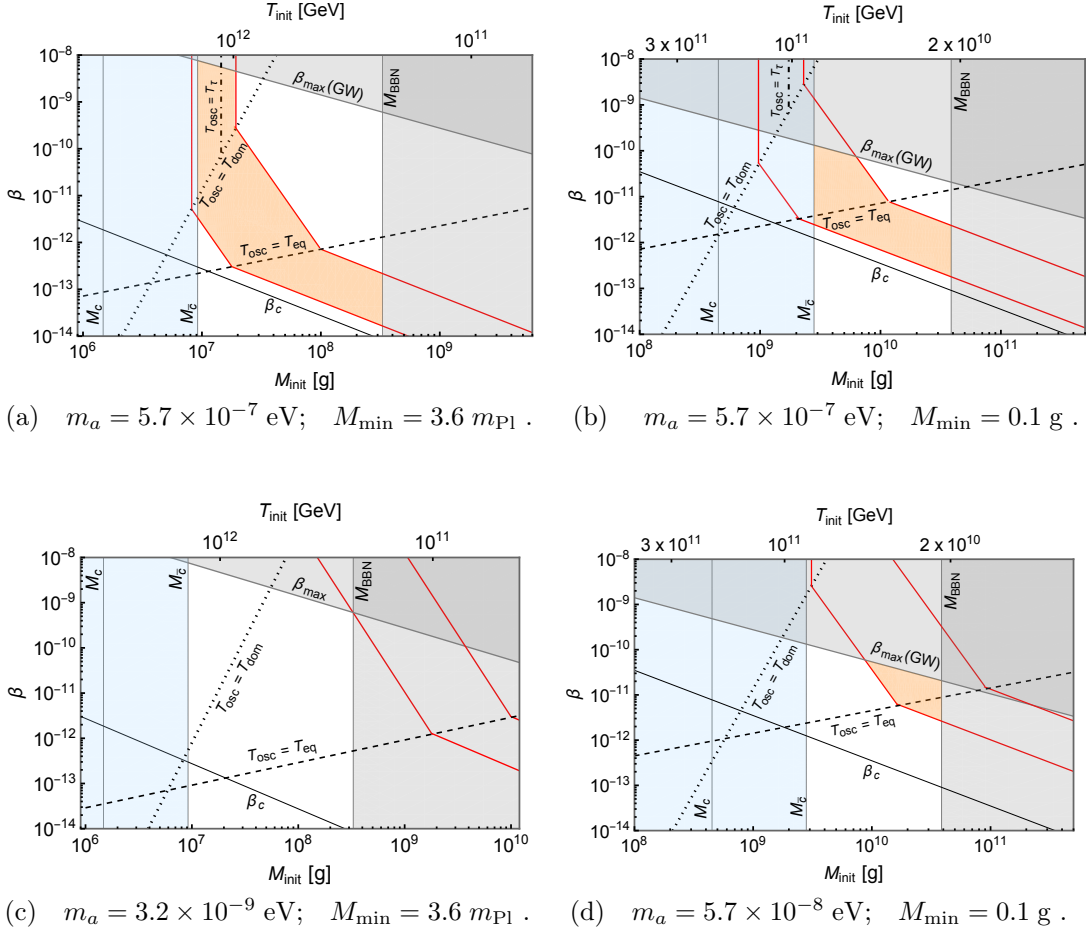 T_init [GeV]
10^12 10^11
10^-8
10^-9
10^-10
10^-11
10^-12
10^-13
10^-14
β
β_max(GW)
M_BBN
T_osc = T_τ
T_osc = T_dom
T_osc = T_eq
M_c
M_c̄
β_c
10^6 10^7 10^8 10^9
M_init [g]
(a) m_a = 5.7 × 10^−7 eV; M_min = 3.6 m_Pl .
T_init [GeV]
3 x 10^11 10^11 2 x 10^10
10^-8
10^-9
10^-10
10^-11
10^-12
10^-13
10^-14
β
T_osc = T_τ
M_BBN
β_max(GW)
T_osc = T_dom
T_osc = T_eq
M_c
M_c̄
β_c
10^8 10^9 10^10 10^11
M_init [g]
(b) m_a = 5.7 × 10^−7 eV; M_min = 0.1 g .
T_init [GeV]
10^12 10^11
10^-8
10^-9
10^-10
10^-11
10^-12
10^-13
10^-14
β
M_c
M_c̄
β_max
M_BBN
T_osc = T_dom
T_osc = T_eq
β_c
10^7 10^8 10^9 10^10
M_init [g]
(c) m_a = 3.2 × 10^−9 eV; M_min = 3.6 m_Pl .
T_init [GeV]
3 x 10^11 10^11 2 x 10^10
10^-8
10^-9
10^-10
10^-11
10^-12
10^-13
10^-14
β
M_BBN
β_max(GW)
T_osc = T_dom
T_osc = T_eq
M_c
M_c̄
β_c
10^8 10^9 10^10 10^11
M_init [g]
(d) m_a = 5.7 × 10^−8 eV; M_min = 0.1 g .